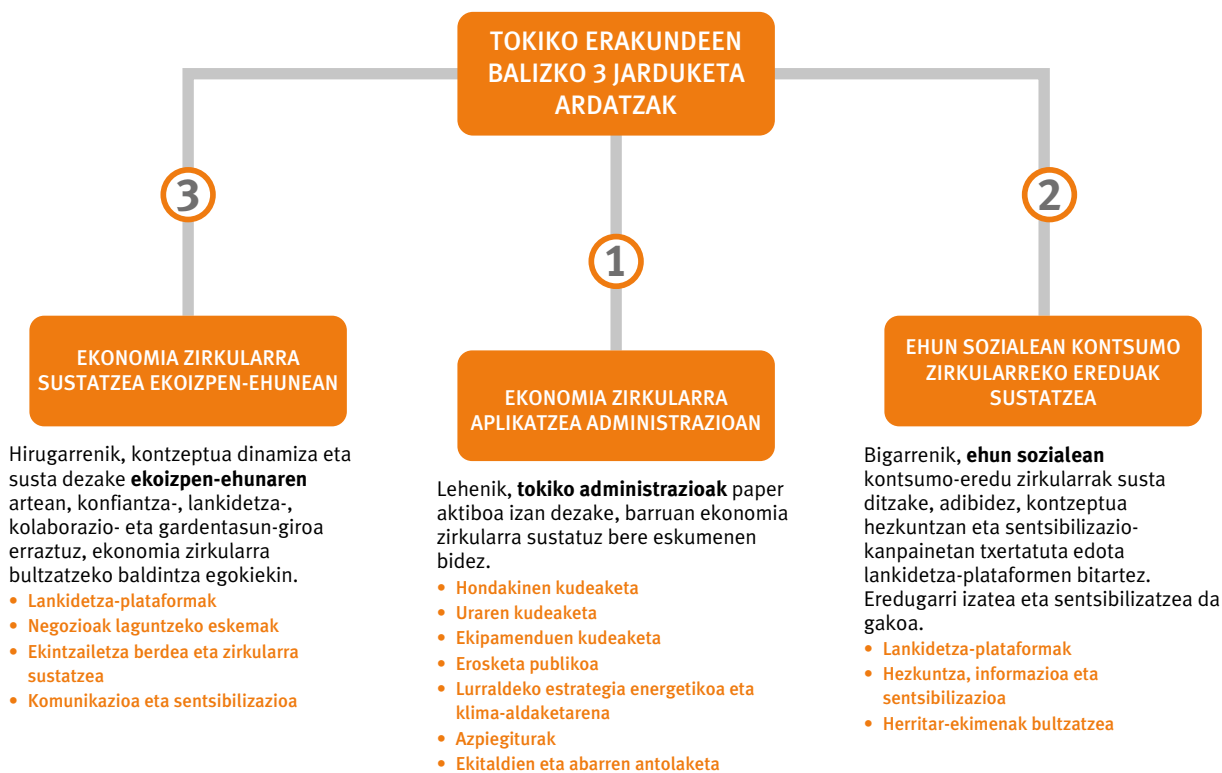 TOKIKO ERAKUNDEEN
BALIZKO 3 JARDUKETA
ARDATZAK
3
EKONOMIA ZIRKULARRA
SUSTATZEA EKOIZPEN-EHUNEAN
Hirugarrenik, kontzeptua dinamiza eta
susta dezake ekoizpen-ehunaren
artean, konfiantza-, lankidetza-,
kolaborazio- eta gardentasun-giroa
erraztuz, ekonomia zirkularra
bultzatzeko baldintza egokiekin.
• Lankidetza-plataformak
• Negozioak laguntzeko eskemak
• Ekintzailetza berdea eta zirkularra
sustatzea
• Komunikazioa eta sentsibilizazioa
1
EKONOMIA ZIRKULARRA
APLIKATZEA ADMINISTRAZIOAN
Lehenik, tokiko administrazioak paper
aktiboa izan dezake, barruan ekonomia
zirkularra sustatuz bere eskumenen
bidez.
• Hondakinen kudeaketa
• Uraren kudeaketa
• Ekipamenduen kudeaketa
• Erosketa publikoa
• Lurraldeko estrategia energetikoa eta
klima-aldaketarena
• Azpiegiturak
• Ekitaldien eta abarren antolaketa
2
EHUN SOZIALEAN KONTSUMO
ZIRKULARREKO EREDUAK
SUSTATZEA
Bigarrenik, ehun sozialean
kontsumo-eredu zirkularrak susta
ditzake, adibidez, kontzeptua
hezkuntzan eta sentsibilizazio-
kanpainetan txertatuta edota
lankidetza-plataformen bitartez.
Eredugarri izatea eta sentsibilizatzea da
gakoa.
• Lankidetza-plataformak
• Hezkuntza, informazioa eta
sentsibilizazioa
• Herritar-ekimenak bultzatzea